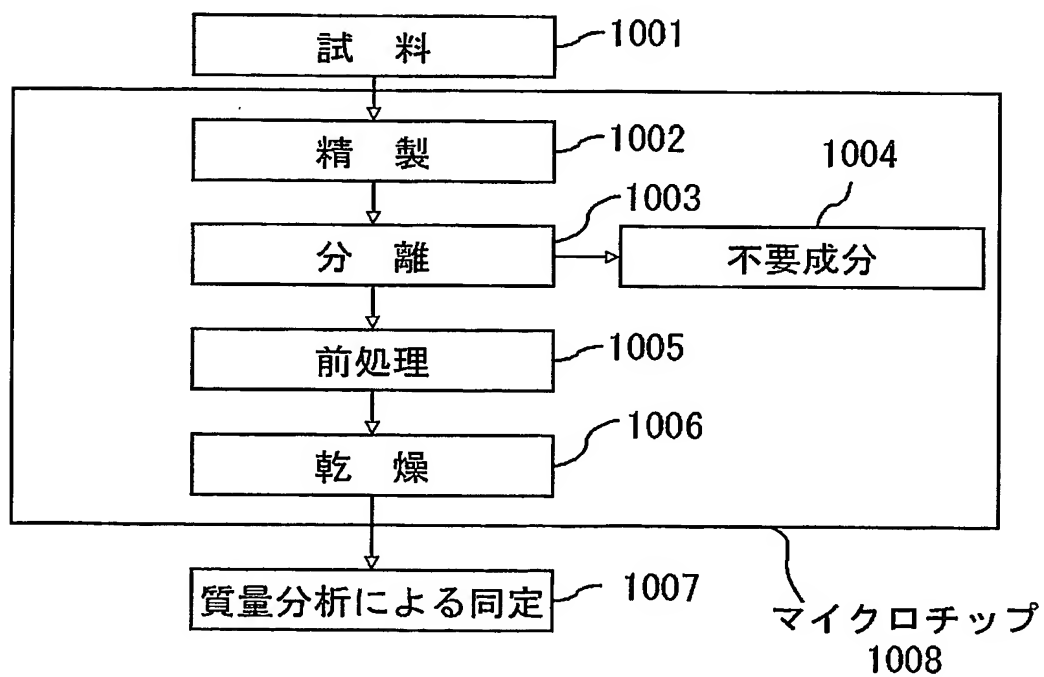 試料 1001
精製 1002
1004
分離 1003
不要成分
前処理 1005
乾燥 1006
質量分析による同定 1007
マイクロチップ
1008